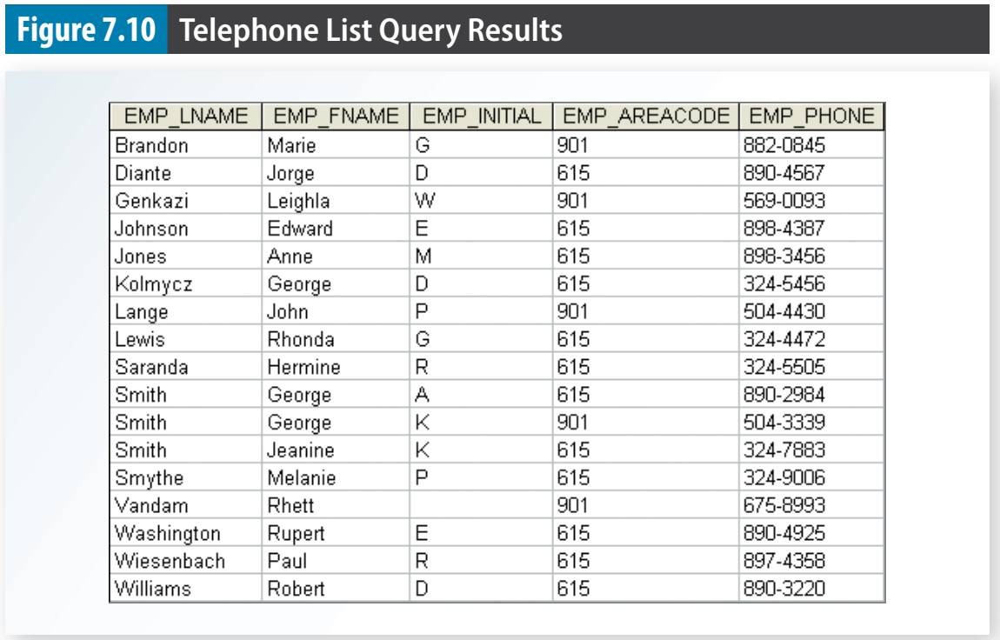 Figure 7.10 Telephone List Query Results
EMP_LNAME EMP_FNAME EMP_INITIAL EMP_AREACODE EMP_PHONE
Brandon Marie G 901 882-0845
Diante Jorge D 615 890-4567
Genkazi Leighla W 901 569-0093
Johnson Edward E 615 898-4387
Jones Anne M 615 898-3456
Kolmycz George D 615 324-5456
Lange John P 901 504-4430
Lewis Rhonda G 615 324-4472
Saranda Hermine R 615 324-5505
Smith George A 615 890-2984
Smith George K 901 504-3339
Smith Jeanine K 615 324-7883
Smythe Melanie P 615 324-9006
Vandam Rhett 901 675-8993
Washington Rupert E 615 890-4925
Wiesenbach Paul R 615 897-4358
Williams Robert D 615 890-3220